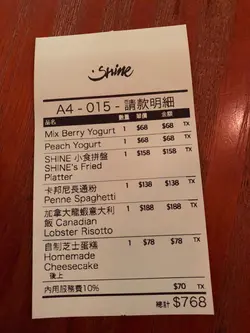 Shine
A4 - 015 - 請款明細
品名 數量 單價 金額
Mix Berry Yogurt 1 $68 $68 TX
Peach Yogurt 1 $68 $68 TX
SHINE 小食拼盤 1 $158 $158 TX
SHINE's Fried
Platter
卡邦尼長通粉 1 $138 $138 TX
Penne Spaghetti
加拿大龍蝦意大利 1 $188 $188 TX
飯 Canadian
Lobster Risotto
自制芝士蛋糕 1 $78 $78 TX
Homemade
Cheesecake
後上
內用服務費10% $70 TX
總計 $768